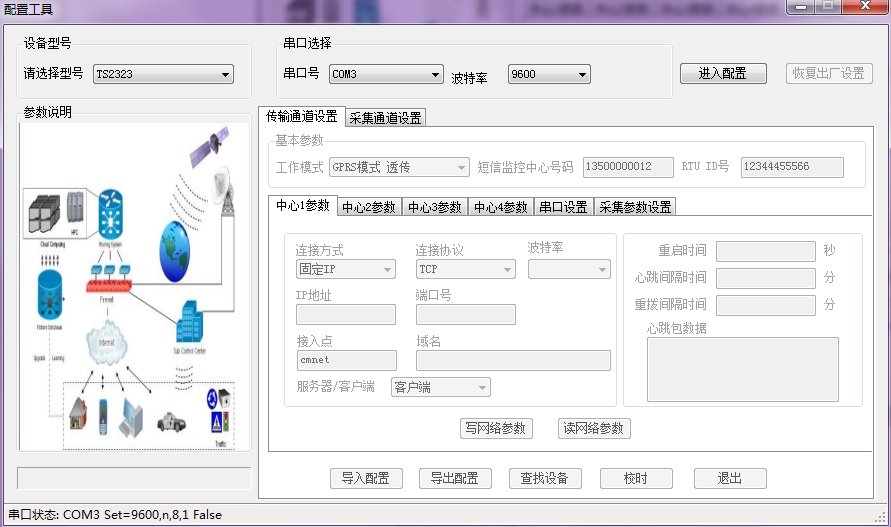 配置工具
设备型号
请选择型号 TS2323
串口选择
串口号 COM3 波特率 9600
进入配置 恢复出厂设置
参数说明
Cloud Computing
HPC
Routing System
Firewall
Patient Database
Internet
Sub Control Center
Upgrade
Learning
Traffic
传输通道设置 采集通道设置
基本参数
工作模式 GPRS模式 透传 短信监控中心号码 13500000012 RTU ID号 12344455566
中心1参数 中心2参数 中心3参数 中心4参数 串口设置 采集参数设置
连接方式 连接协议 波特率
固定IP TCP
IP地址 端口号
接入点 域名
cmnet
服务器/客户端 客户端
重启时间 秒
心跳间隔时间 分
重拨间隔时间 分
心跳包数据
写网络参数 读网络参数
导入配置 导出配置 查找设备 校时 退出
串口状态: COM3 Set=9600,n,8,1 False